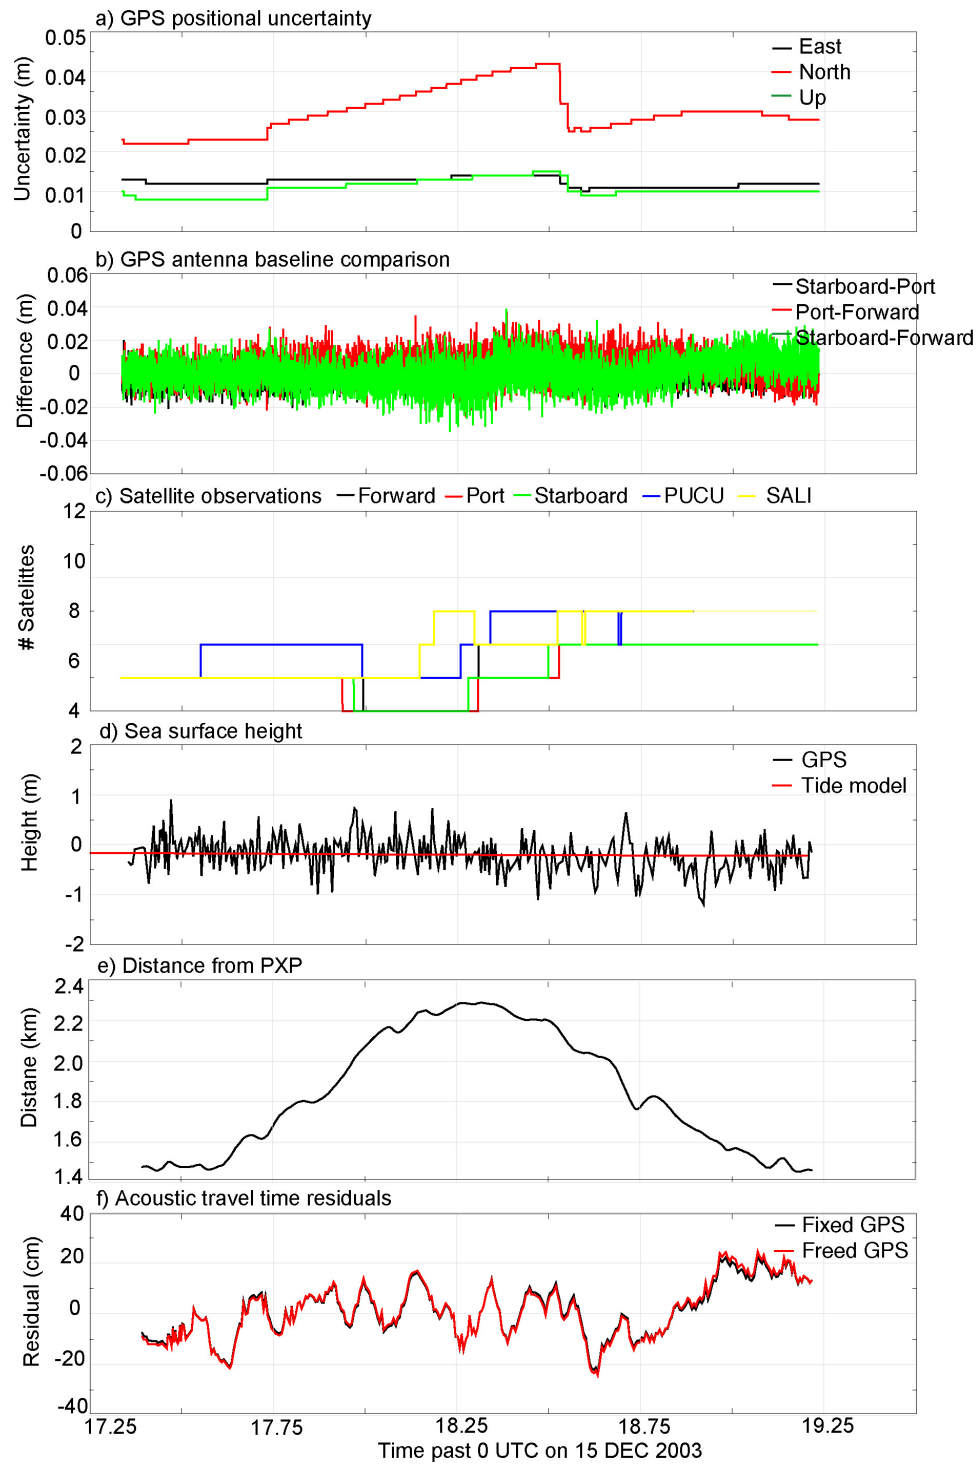 a) GPS positional uncertainty
0.05
0.04
0.03
0.02
0.01
0
Uncertainty (m)
East
North
Up
b) GPS antenna baseline comparison
0.06
0.04
0.02
0
-0.02
-0.04
-0.06
Difference (m)
Starboard-Port
Port-Forward
Starboard-Forward
c) Satellite observations Forward Port Starboard PUCU SALI
12
10
8
6
4
# Satelittes
d) Sea surface height
2
1
0
-1
-2
Height (m)
GPS
Tide model
e) Distance from PXP
2.4
2.2
2.0
1.8
1.6
1.4
Distane (km)
f) Acoustic travel time residuals
40
20
0
-20
-40
Residual (cm)
Fixed GPS
Freed GPS
17.25 17.75 18.25 18.75 19.25
Time past 0 UTC on 15 DEC 2003